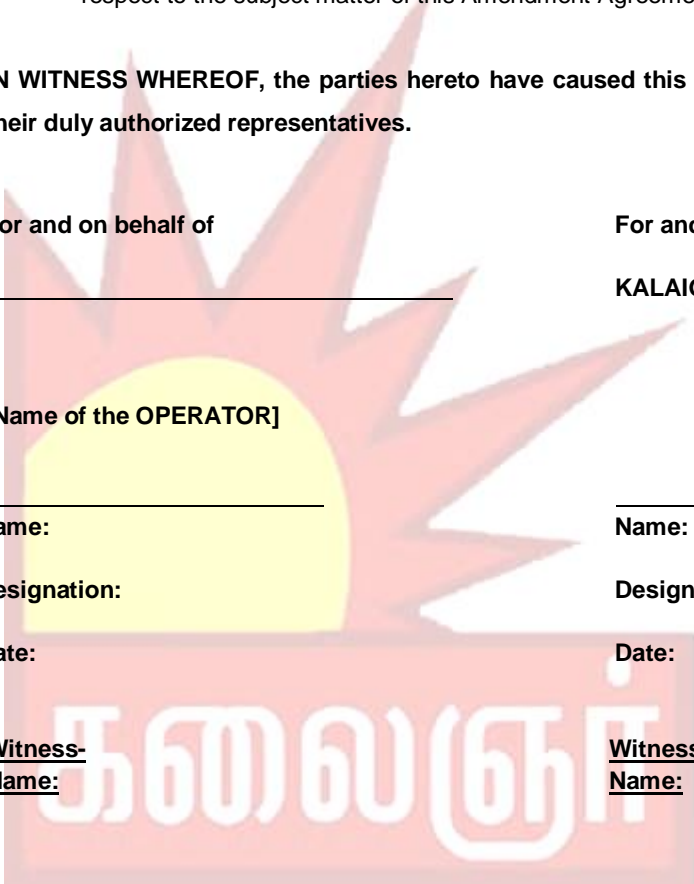 respect to the subject matter of this Amendment Agreeme
N WITNESS WHEREOF, the parties hereto have caused this
heir duly authorized representatives.
or and on behalf of For and
KALAIG
Name of the OPERATOR]
ame: Name:
esignation: Design
ate: Date:
Witness- Witness
Name: Name:
கலைஞர்